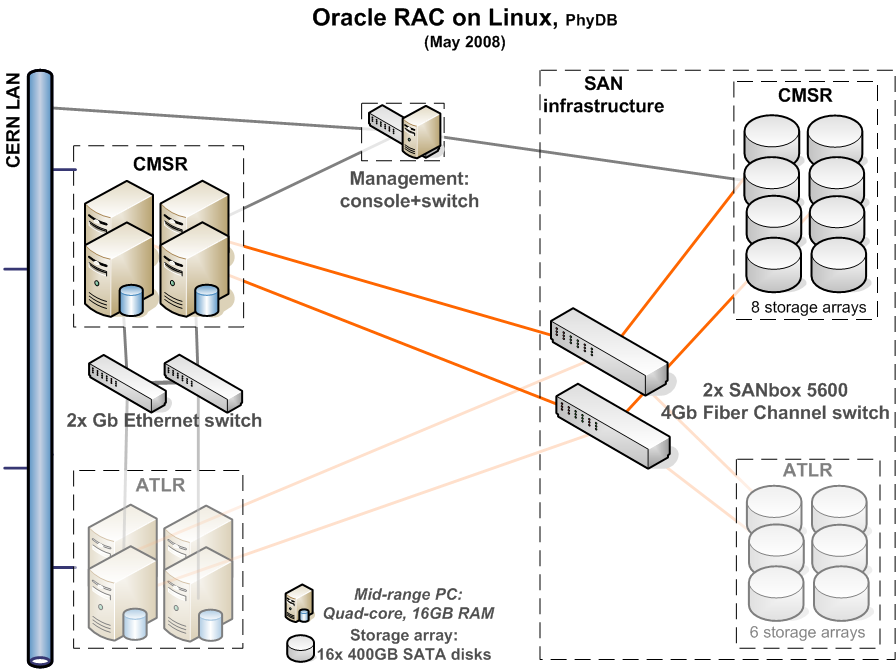 Oracle RAC on Linux, PhyDB
(May 2008)
CERN LAN
SAN
infrastructure
CMSR
CMSR
Management:
console+switch
8 storage arrays
2x SANbox 5600
4Gb Fiber Channel switch
2x Gb Ethernet switch
ATLR
ATLR
6 storage arrays
Mid-range PC:
Quad-core, 16GB RAM
Storage array:
16x 400GB SATA disks